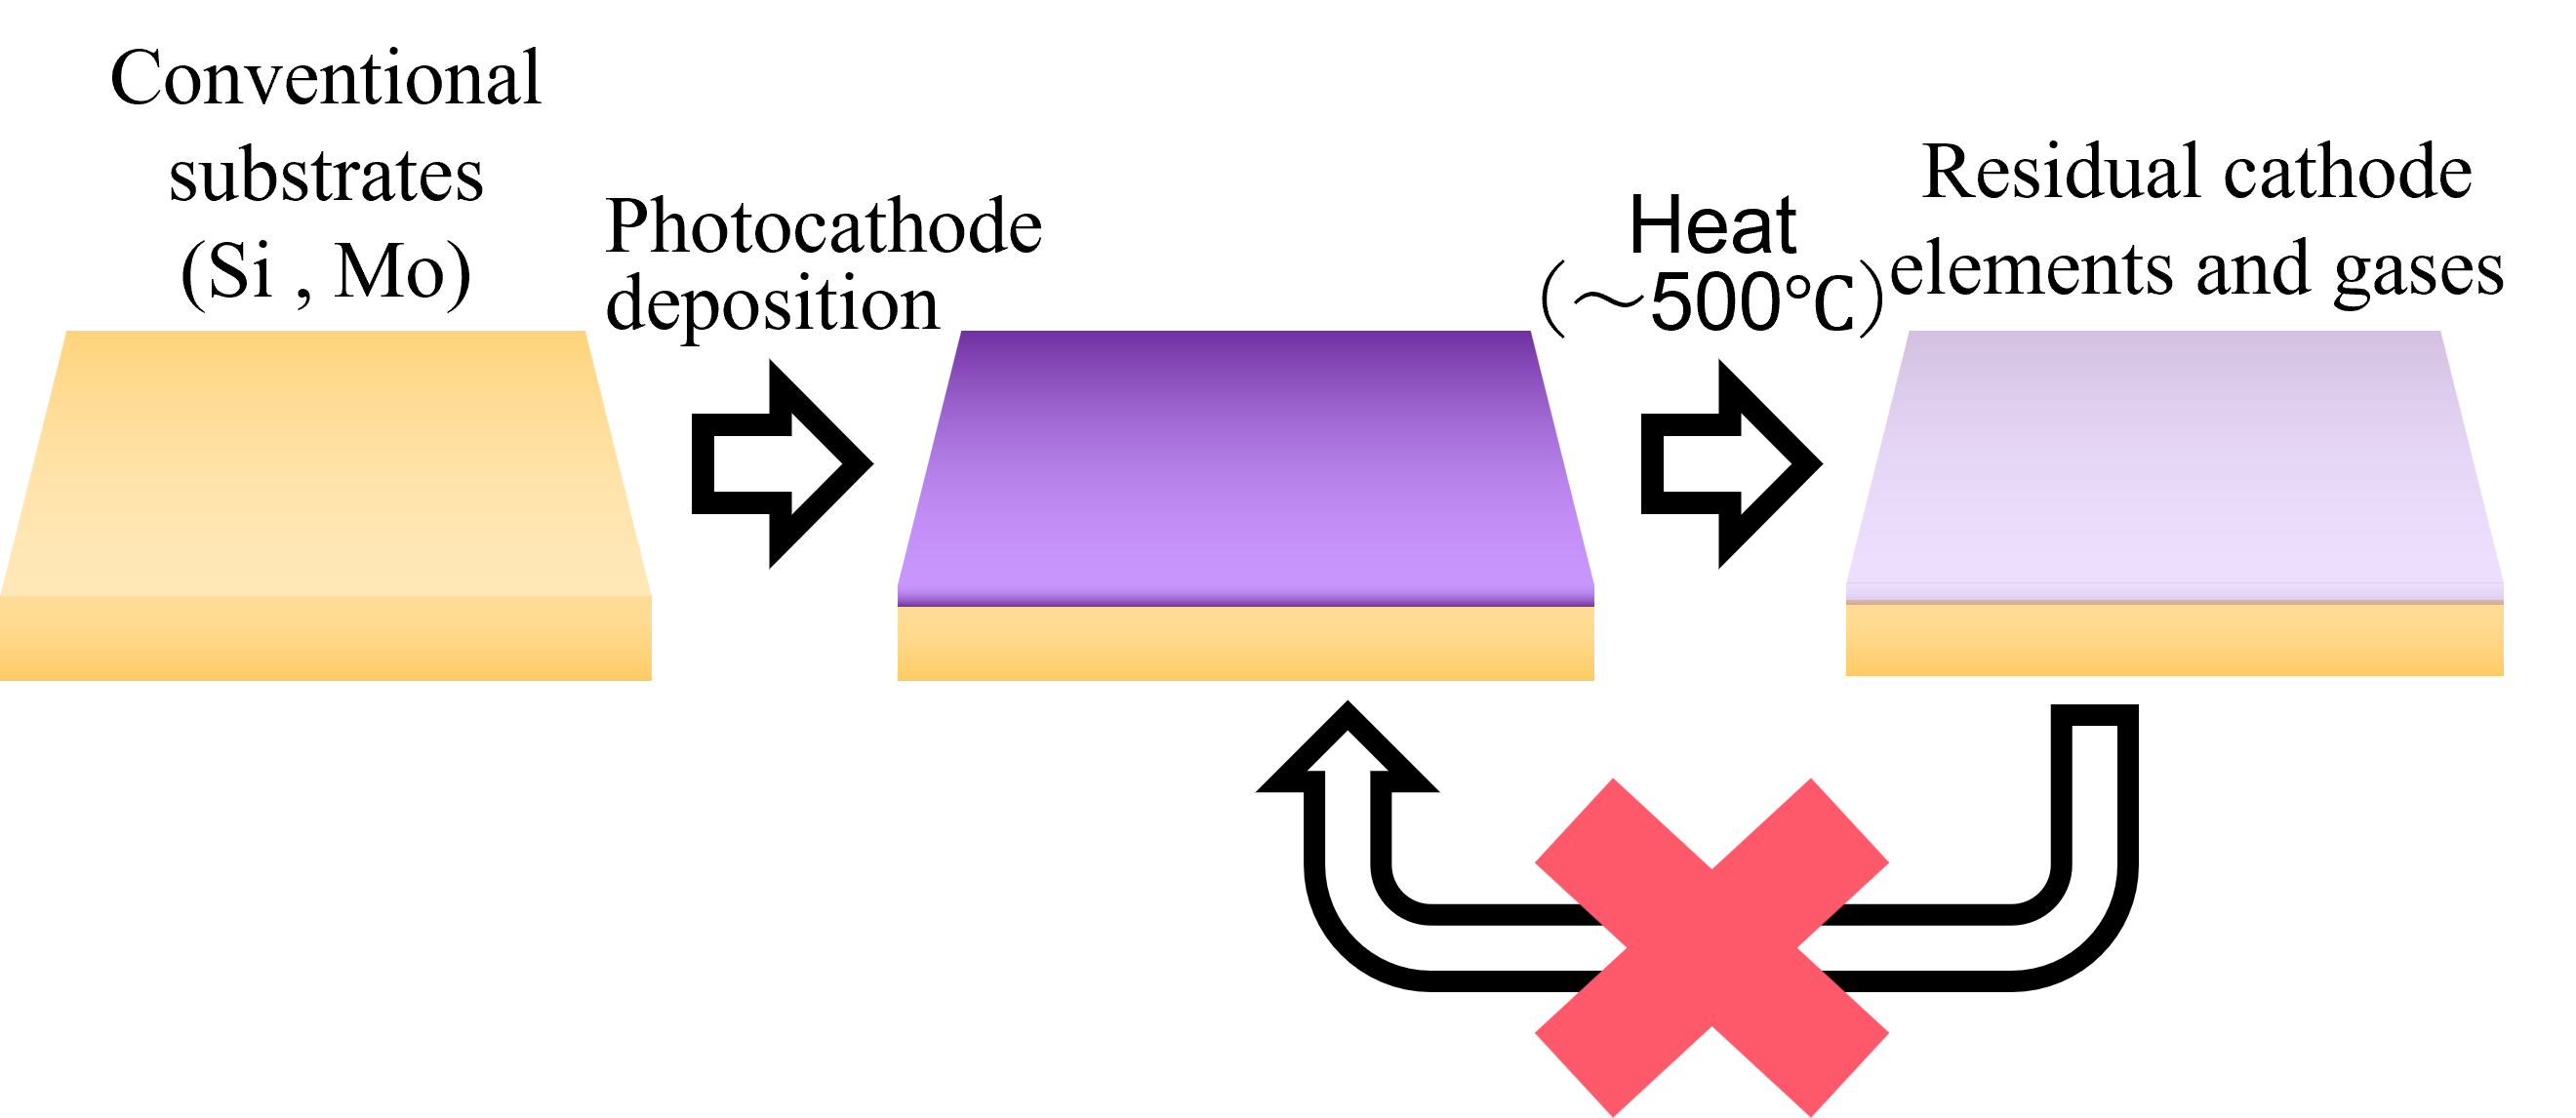 Conventional
substrates
(Si , Mo)
Photocathode
deposition
Heat
（～500℃）
Residual cathode
elements and gases